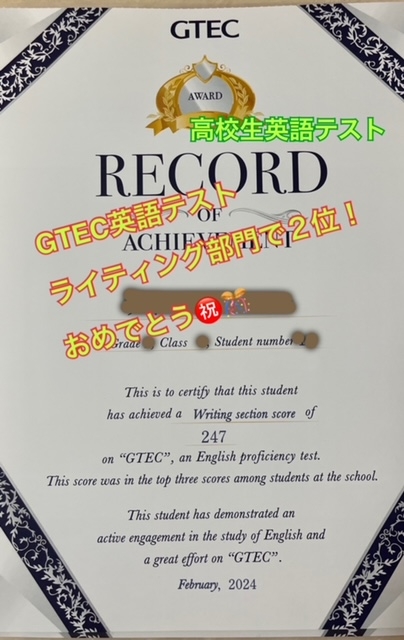 GTEC
AWARD
高校生英語テスト
RECORD
OF
ACHIEVEMENT
GTEC英語テスト
ライティング部門で2位！
おめでとう㊗️🎊
Grade , Class , Student number
This is to certify that this student
has achieved a Writing section score of
247
on “GTEC”, an English proficiency test.
This score was in the top three scores among students at the school.
This student has demonstrated an
active engagement in the study of English and
a great effort on “GTEC”.
February, 2024